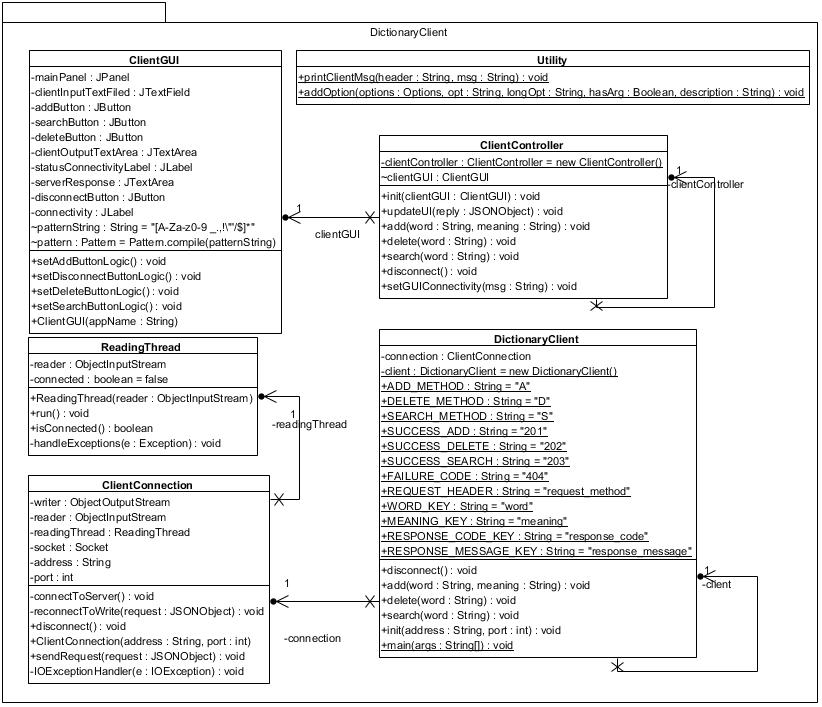 DictionaryClient
ClientGUI
-mainPanel : JPanel
-clientInputTextFiled : JTextField
-addButton : JButton
-searchButton : JButton
-deleteButton : JButton
-clientOutputTextArea : JTextArea
-statusConnectivityLabel : JLabel
-serverResponse : JTextArea
-disconnectButton : JButton
-connectivity : JLabel
~patternString : String = "[A-Za-z0-9 _.,!\"'/$]*"
~pattern : Pattern = Pattern.compile(patternString)
+setAddButtonLogic() : void
+setDisconnectButtonLogic() : void
+setDeleteButtonLogic() : void
+setSearchButtonLogic() : void
+ClientGUI(appName : String)
Utility
+printClientMsg(header : String, msg : String) : void
+addOption(options : Options, opt : String, longOpt : String, hasArg : Boolean, description : String) : void
ClientController
-clientController : ClientController = new ClientController()
~clientGUI : ClientGUI
+init(clientGUI : ClientGUI) : void
+updateUI(reply : JSONObject) : void
+add(word : String, meaning : String) : void
+delete(word : String) : void
+search(word : String) : void
+disconnect() : void
+setGUIConnectivity(msg : String) : void
1
-clientController
1
clientGUI
ReadingThread
-reader : ObjectInputStream
-connected : boolean = false
+ReadingThread(reader : ObjectInputStream)
+run() : void
+isConnected() : boolean
-handleExceptions(e : Exception) : void
1
-readingThread
ClientConnection
-writer : ObjectOutputStream
-reader : ObjectInputStream
-readingThread : ReadingThread
-socket : Socket
-address : String
-port : int
-connectToServer() : void
-reconnectToWrite(request : JSONObject) : void
+disconnect() : void
+ClientConnection(address : String, port : int)
+sendRequest(request : JSONObject) : void
-IOExceptionHandler(e : IOException) : void
1
-connection
DictionaryClient
-connection : ClientConnection
-client : DictionaryClient = new DictionaryClient()
+ADD_METHOD : String = "A"
+DELETE_METHOD : String = "D"
+SEARCH_METHOD : String = "S"
+SUCCESS_ADD : String = "201"
+SUCCESS_DELETE : String = "202"
+SUCCESS_SEARCH : String = "203"
+FAILURE_CODE : String = "404"
+REQUEST_HEADER : String = "request_method"
+WORD_KEY : String = "word"
+MEANING_KEY : String = "meaning"
+RESPONSE_CODE_KEY : String = "response_code"
+RESPONSE_MESSAGE_KEY : String = "response_message"
+disconnect() : void
+add(word : String, meaning : String) : void
+delete(word : String) : void
+search(word : String) : void
+init(address : String, port : int) : void
+main(args : String[]) : void
1
-client